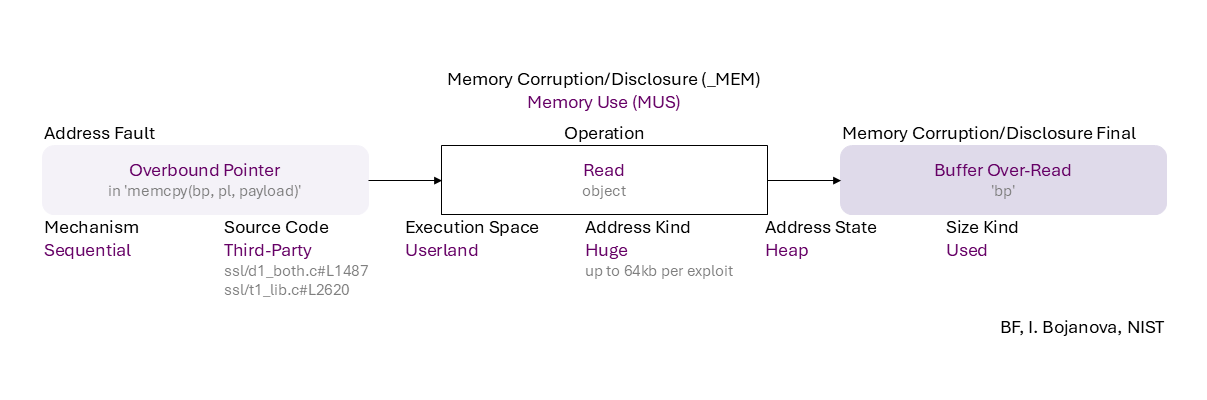 Memory Corruption/Disclosure (_MEM)
Memory Use (MUS)
Address Fault
Operation
Memory Corruption/Disclosure Final
Overbound Pointer
in 'memcpy(bp, pl, payload)'
Read
object
Buffer Over-Read
'bp'
Mechanism
Sequential
Source Code
Third-Party
ssl/d1_both.c#L1487
ssl/t1_lib.c#L2620
Execution Space
Userland
Address Kind
Huge
up to 64kb per exploit
Address State
Heap
Size Kind
Used
BF, I. Bojanova, NIST